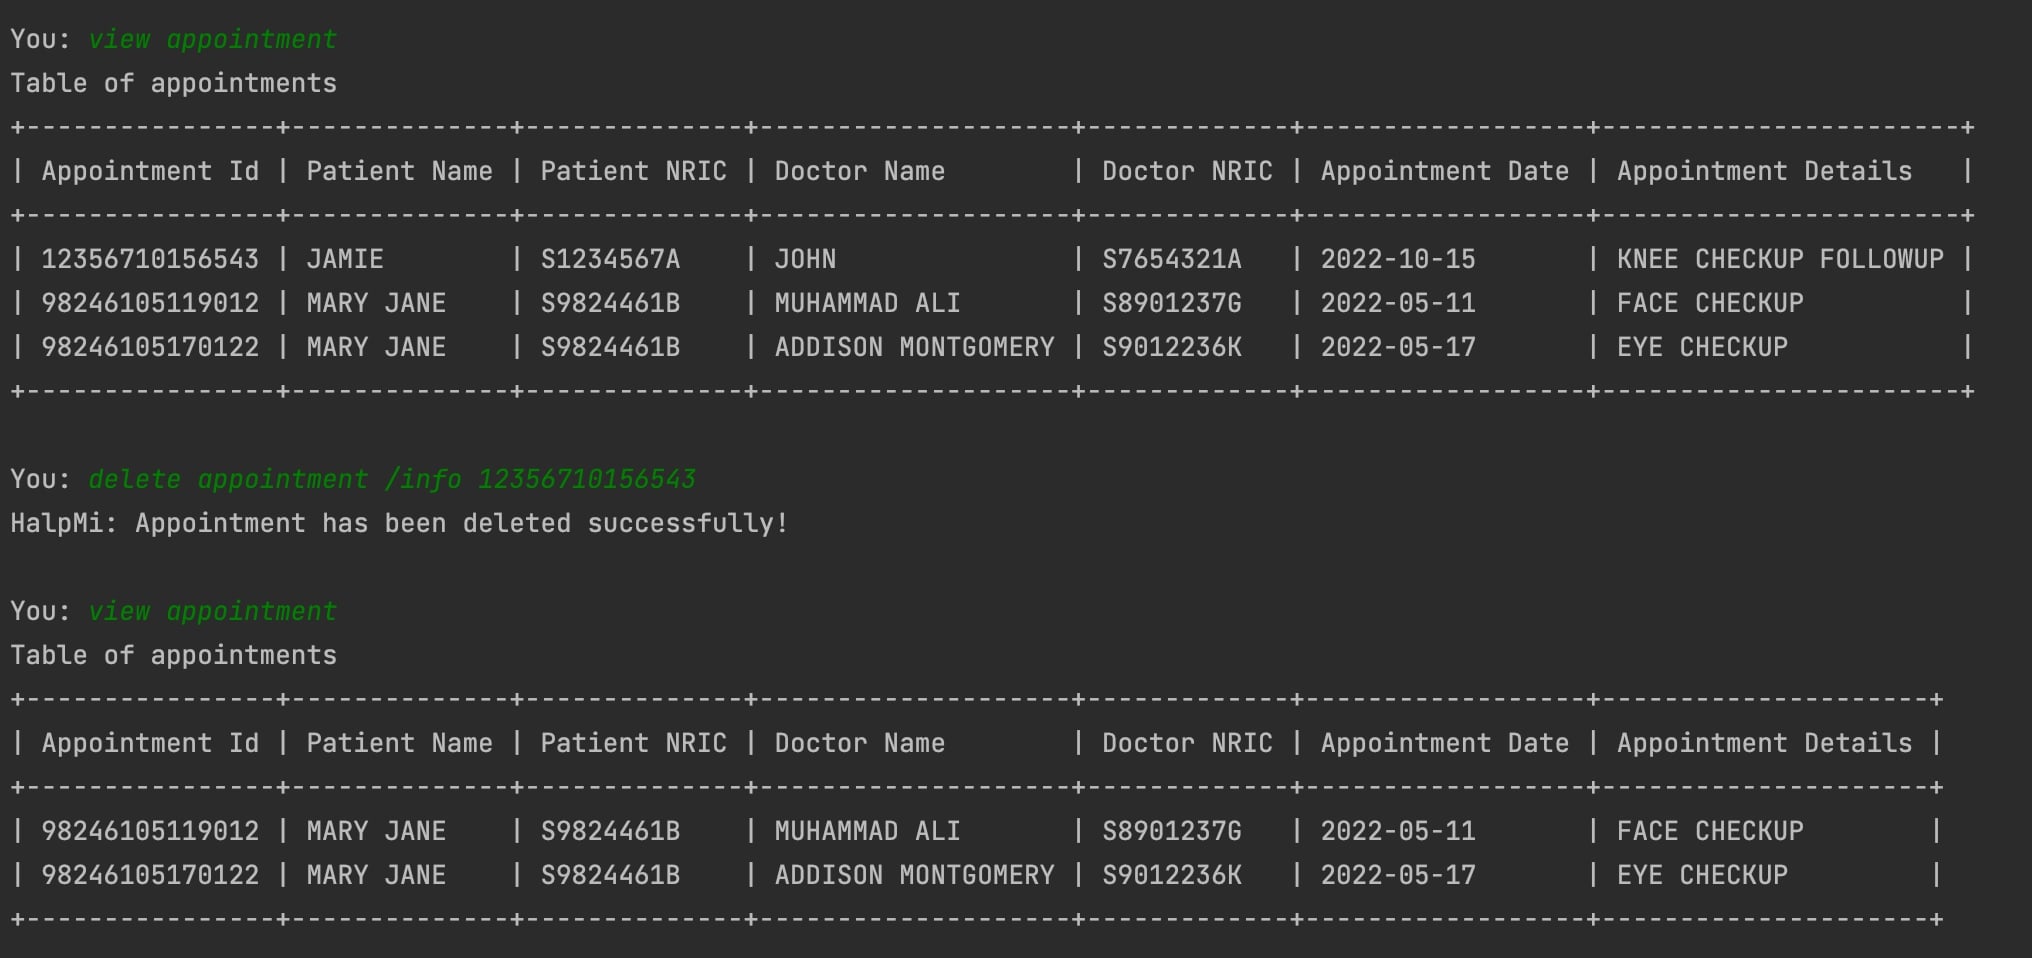 You: view appointment
Table of appointments
+----------------+--------------+--------------+--------------------+-------------+------------------+-----------------------+
| Appointment Id | Patient Name | Patient NRIC | Doctor Name        | Doctor NRIC | Appointment Date | Appointment Details   |
+----------------+--------------+--------------+--------------------+-------------+------------------+-----------------------+
| 12356710156543 | JAMIE        | S1234567A    | JOHN               | S7654321A   | 2022-10-15       | KNEE CHECKUP FOLLOWUP |
| 98246105119012 | MARY JANE    | S9824461B    | MUHAMMAD ALI       | S8901237G   | 2022-05-11       | FACE CHECKUP          |
| 98246105170122 | MARY JANE    | S9824461B    | ADDISON MONTGOMERY | S9012236K   | 2022-05-17       | EYE CHECKUP           |
+----------------+--------------+--------------+--------------------+-------------+------------------+-----------------------+
You: delete appointment /info 12356710156543
HalpMi: Appointment has been deleted successfully!
You: view appointment
Table of appointments
+----------------+--------------+--------------+--------------------+-------------+------------------+---------------------+
| Appointment Id | Patient Name | Patient NRIC | Doctor Name        | Doctor NRIC | Appointment Date | Appointment Details |
+----------------+--------------+--------------+--------------------+-------------+------------------+---------------------+
| 98246105119012 | MARY JANE    | S9824461B    | MUHAMMAD ALI       | S8901237G   | 2022-05-11       | FACE CHECKUP        |
| 98246105170122 | MARY JANE    | S9824461B    | ADDISON MONTGOMERY | S9012236K   | 2022-05-17       | EYE CHECKUP         |
+----------------+--------------+--------------+--------------------+-------------+------------------+---------------------+